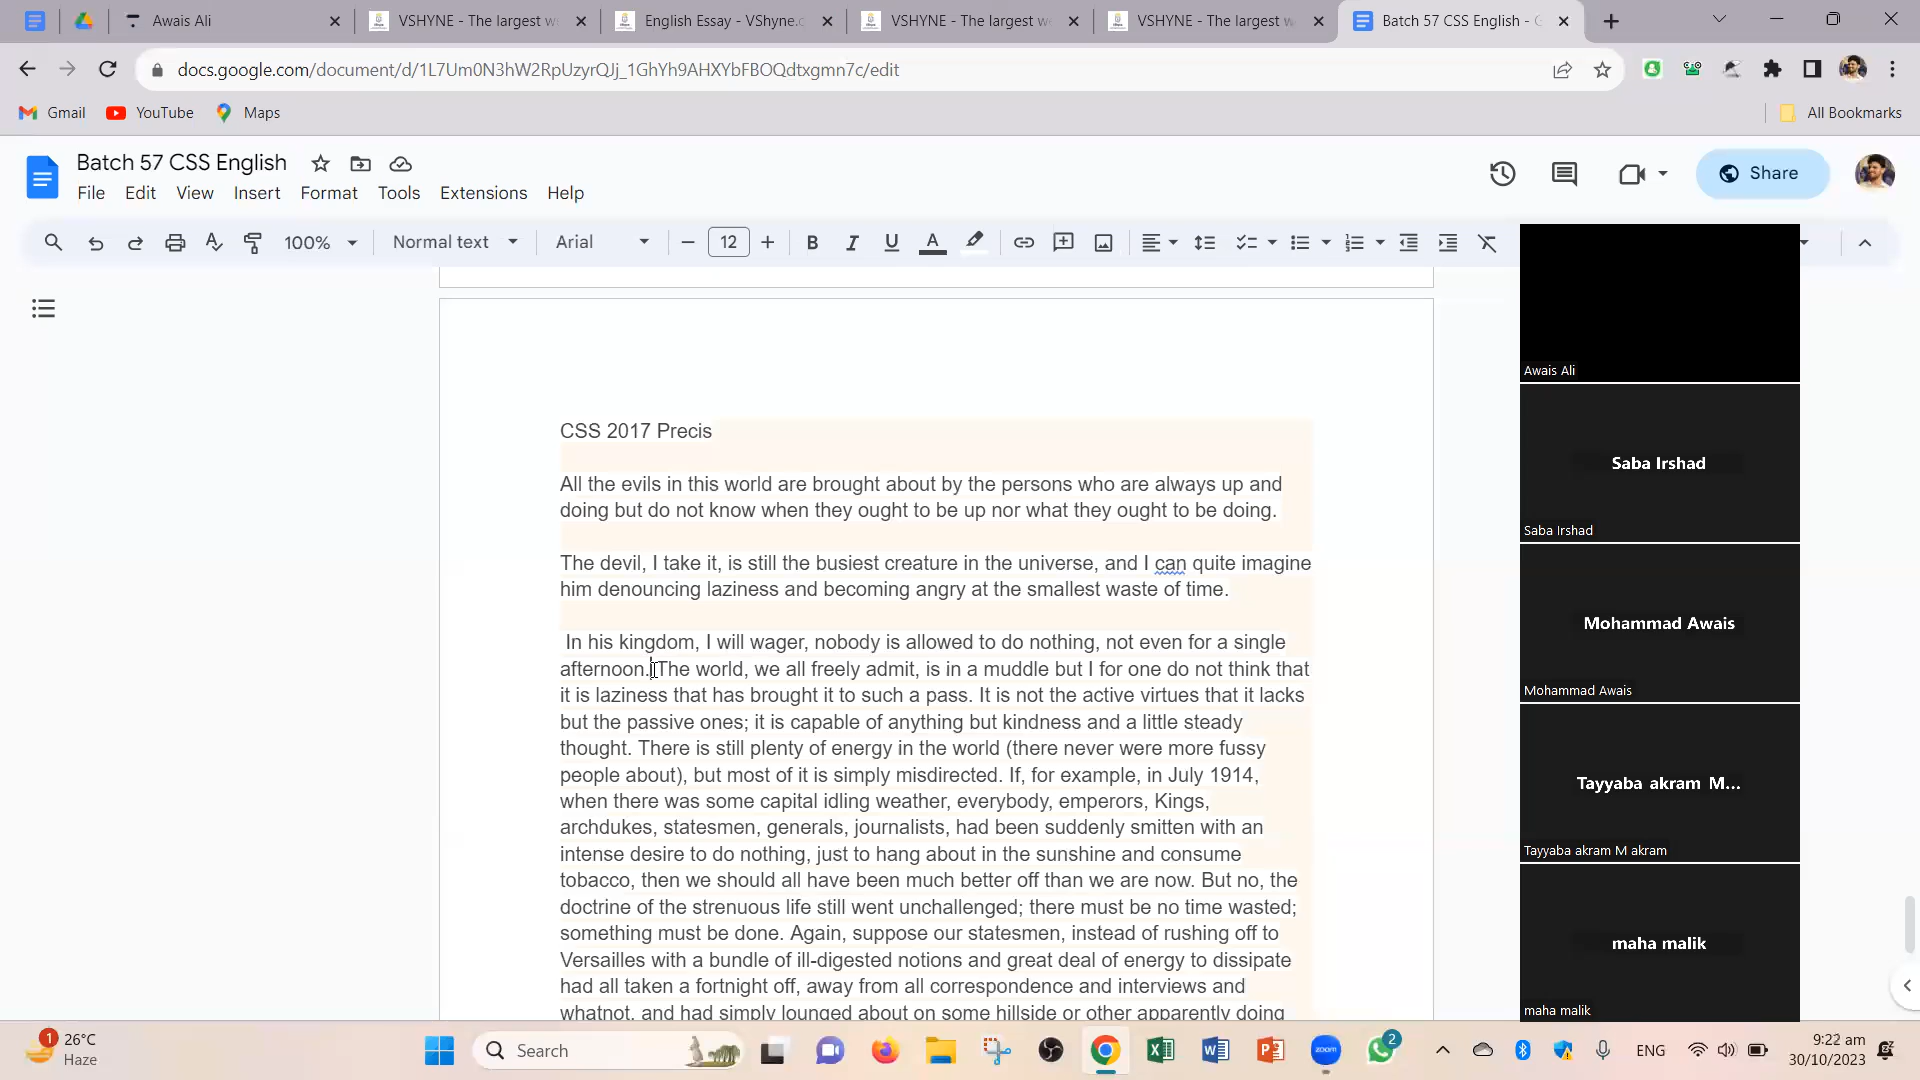 Awais Ali
VSHYNE - The largest w
English Essay - VShyne.c
VSHYNE - The largest w
VSHYNE - The largest w
Batch 57 CSS English - G
docs.google.com/document/d/1L7Um0N3hW2RpUzyrQJj_1GhYh9AHXYbFBOQdtxgmn7c/edit
Gmail YouTube Maps All Bookmarks
Batch 57 CSS English
Share
File Edit View Insert Format Tools Extensions Help
100% Normal text Arial 12
CSS 2017 Precis
All the evils in this world are brought about by the persons who are always up and
doing but do not know when they ought to be up nor what they ought to be doing.
The devil, I take it, is still the busiest creature in the universe, and I can quite imagine
him denouncing laziness and becoming angry at the smallest waste of time.
In his kingdom, I will wager, nobody is allowed to do nothing, not even for a single
afternoon. The world, we all freely admit, is in a muddle but I for one do not think that
it is laziness that has brought it to such a pass. It is not the active virtues that it lacks
but the passive ones; it is capable of anything but kindness and a little steady
thought. There is still plenty of energy in the world (there never were more fussy
people about), but most of it is simply misdirected. If, for example, in July 1914,
when there was some capital idling weather, everybody, emperors, Kings,
archdukes, statesmen, generals, journalists, had been suddenly smitten with an
intense desire to do nothing, just to hang about in the sunshine and consume
tobacco, then we should all have been much better off than we are now. But no, the
doctrine of the strenuous life still went unchallenged; there must be no time wasted;
something must be done. Again, suppose our statesmen, instead of rushing off to
Versailles with a bundle of ill-digested notions and great deal of energy to dissipate
had all taken a fortnight off, away from all correspondence and interviews and
whatnot, and had simply lounged about on some hillside or other apparently doing
Awais Ali
Saba Irshad
Saba Irshad
Mohammad Awais
Mohammad Awais
Tayyaba akram M...
Tayyaba akram M akram
maha malik
maha malik
1
26°C
Haze
Search
zoom
2
ENG
9:22 am
30/10/2023